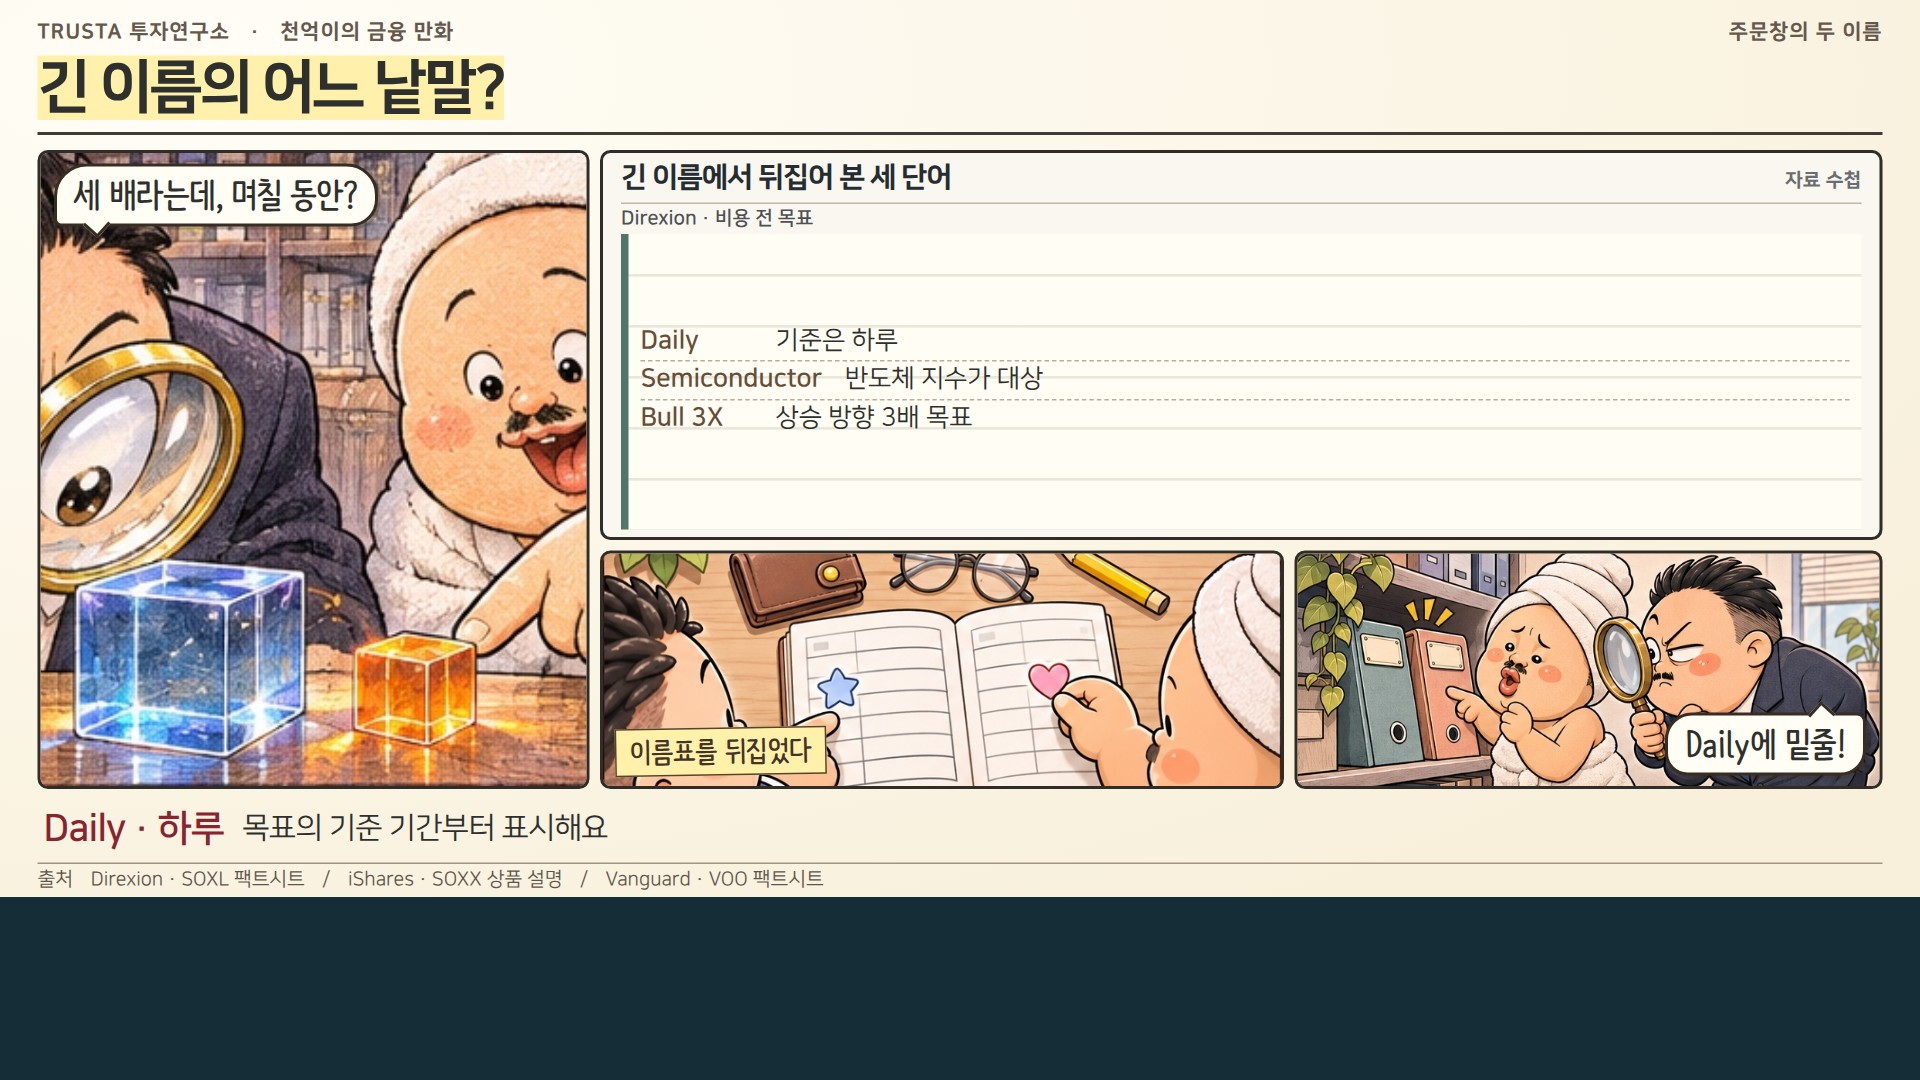 TRUSTA 투자연구소 · 천억이의 금융 만화
주문창의 두 이름
긴 이름의 어느 낱말?
세 배라는데, 며칠 동안?
긴 이름에서 뒤집어 본 세 단어
자료 수첩
Direxion · 비용 전 목표
Daily 기준은 하루
Semiconductor 반도체 지수가 대상
Bull 3X 상승 방향 3배 목표
이름표를 뒤집었다
Daily에 밑줄!
Daily · 하루 목표의 기준 기간부터 표시해요
출처 Direxion · SOXL 팩트시트 / iShares · SOXX 상품 설명 / Vanguard · VOO 팩트시트